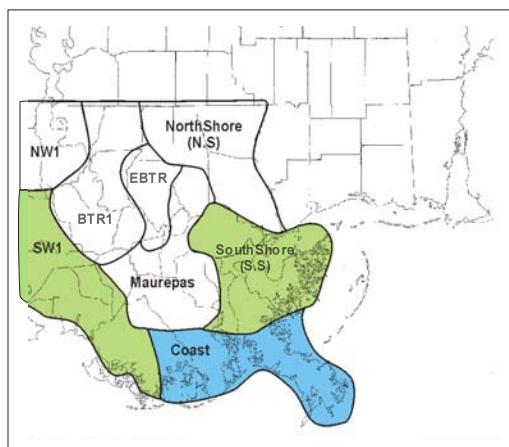 NorthShore
(N.S)
NW1
EBTR
BTR1
SW1
SouthShore
(S.S)
Maurepas
Coast